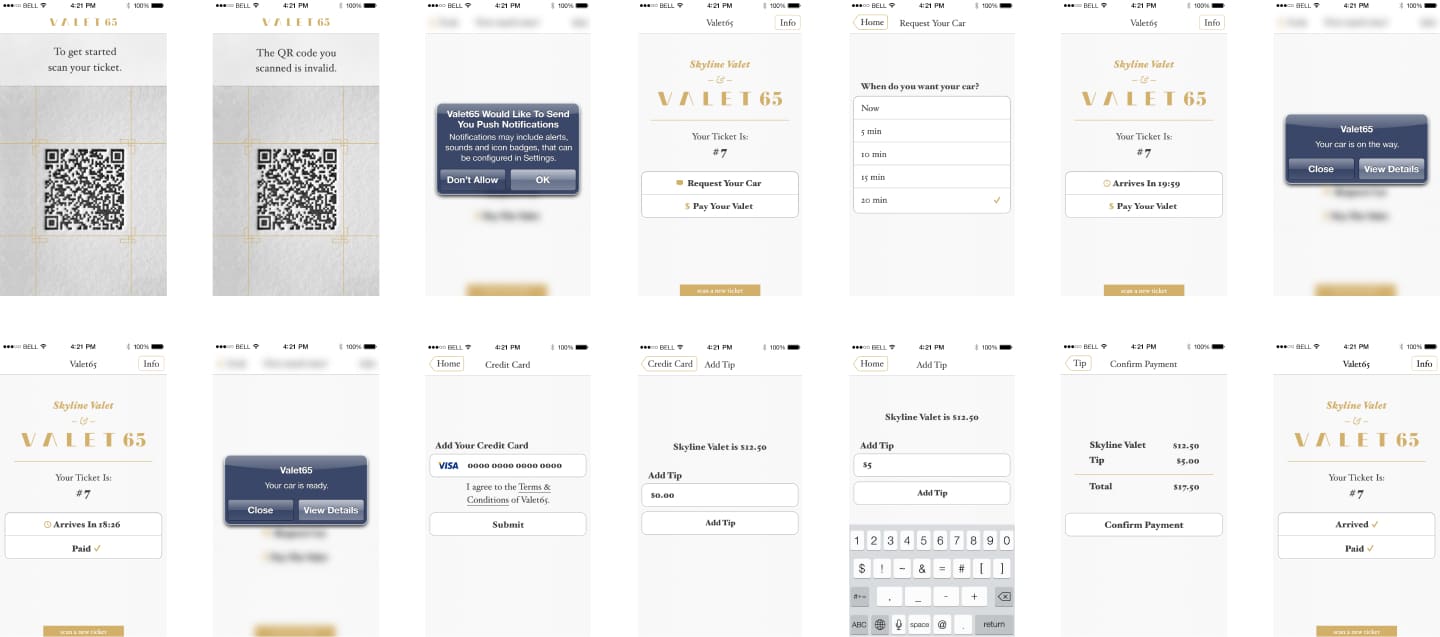 BELL 4:21 PM 100%
VALET 65
To get started
scan your ticket.
BELL 4:21 PM 100%
The QR code you
scanned is invalid.
BELL 4:21 PM 100%
Valet65 Would Like To Send
You Push Notifications
Notifications may include alerts,
sounds and icon badges, that can
be configured in Settings.
Don't Allow OK
BELL 4:21 PM 100%
Valet65 Info
Skyline Valet
– & –
VALET 65
Your Ticket Is:
#7
Request Your Car
$ Pay Your Valet
scan a new ticket
BELL 4:21 PM 100%
Home Request Your Car
When do you want your car?
Now
5 min
10 min
15 min
20 min ✓
BELL 4:21 PM 100%
Valet65 Info
Skyline Valet
– & –
VALET 65
Your Ticket Is:
#7
Arrives In 19:59
$ Pay Your Valet
scan a new ticket
BELL 4:21 PM 100%
Valet65
Your car is on the way.
Close View Details
BELL 4:21 PM 100%
Valet65 Info
Skyline Valet
– & –
VALET 65
Your Ticket Is:
#7
Arrives In 18:26
Paid ✓
scan a new ticket
BELL 4:21 PM 100%
Valet65
Your car is ready.
Close View Details
BELL 4:21 PM 100%
Home Credit Card
Add Your Credit Card
VISA 0000 0000 0000 0000
I agree to the Terms &
Conditions of Valet65.
Submit
BELL 4:21 PM 100%
Credit Card Add Tip
Skyline Valet is $12.50
Add Tip
$0.00
Add Tip
BELL 4:21 PM 100%
Home Add Tip
Skyline Valet is $12.50
Add Tip
$5
Add Tip
1 2 3 4 5 6 7 8 9 0
$ ! ~ & = # [ ]
#+= . _ - +
ABC space @ . return
BELL 4:21 PM 100%
Tip Confirm Payment
Skyline Valet $12.50
Tip $5.00
Total $17.50
Confirm Payment
BELL 4:21 PM 100%
Valet65 Info
Skyline Valet
– & –
VALET 65
Your Ticket Is:
#7
Arrived ✓
Paid ✓
scan a new ticket